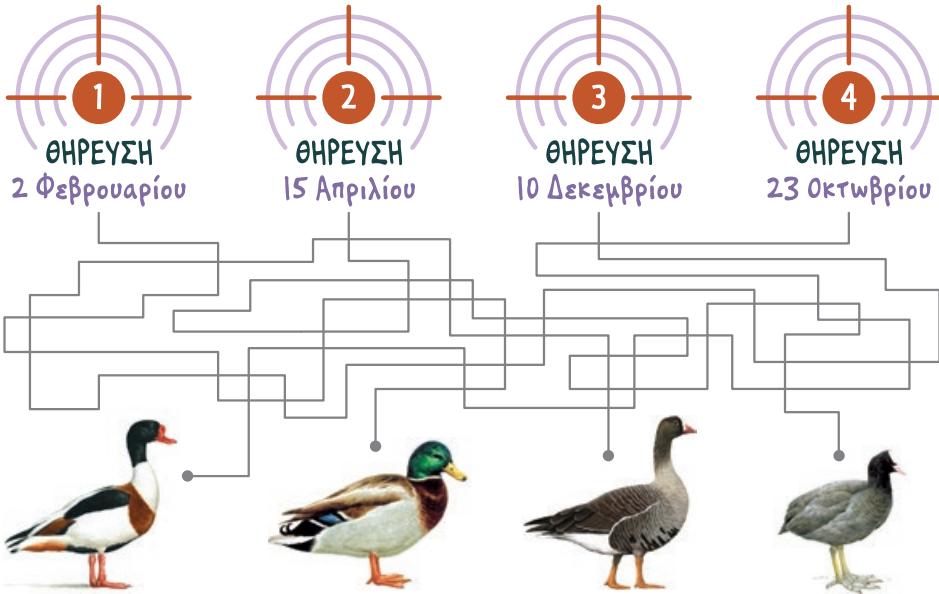 1
ΘΗΡΕΥΣΗ
2 Φεβρουαρίου
2
ΘΗΡΕΥΣΗ
15 Απριλίου
3
ΘΗΡΕΥΣΗ
10 Δεκεμβρίου
4
ΘΗΡΕΥΣΗ
23 Οκτωβρίου